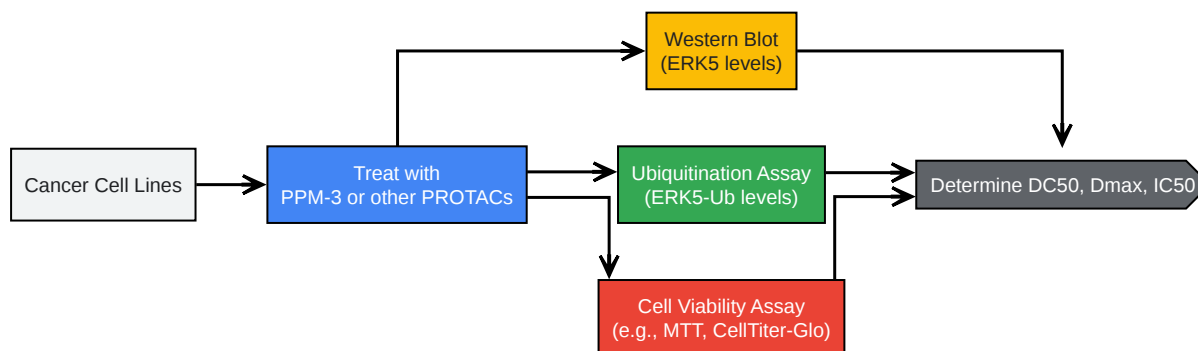 Western Blot
(ERK5 levels)
Cancer Cell Lines
Treat with
PPM-3 or other PROTACs
Ubiquitination Assay
(ERK5-Ub levels)
Determine DC50, Dmax, IC50
Cell Viability Assay
(e.g., MTT, CellTiter-Glo)